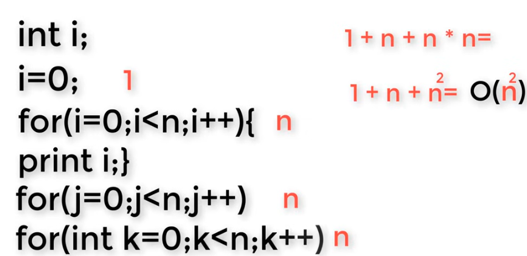 int i;
i=0; 1
for(i=0;i<n;i++){ n
print i;}
for(j=0;j<n;j++) n
for(int k=0;k<n;k++) n
1 + n + n * n=
1 + n + n²= O(n²)